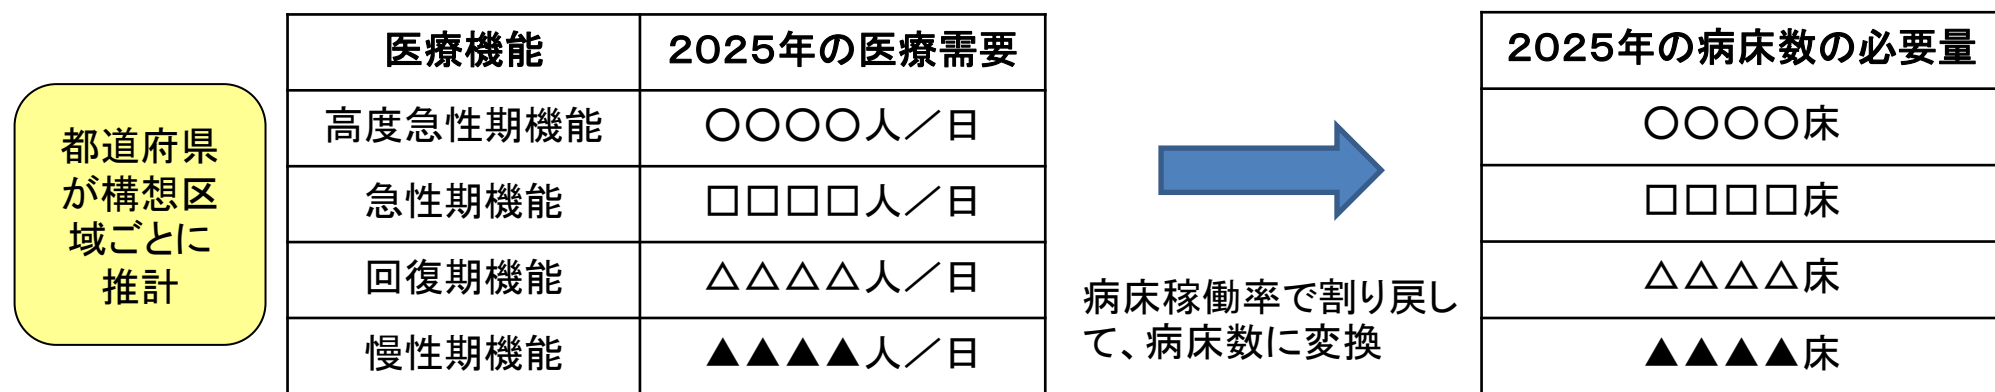 都道府県
が構想区
域ごとに
推計
医療機能 2025年の医療需要
高度急性期機能 ○○○○人／日
急性期機能 □□□□人／日
回復期機能 △△△△人／日
慢性期機能 ▲▲▲▲人／日
病床稼働率で割り戻し
て、病床数に変換
2025年の病床数の必要量
○○○○床
□□□□床
△△△△床
▲▲▲▲床